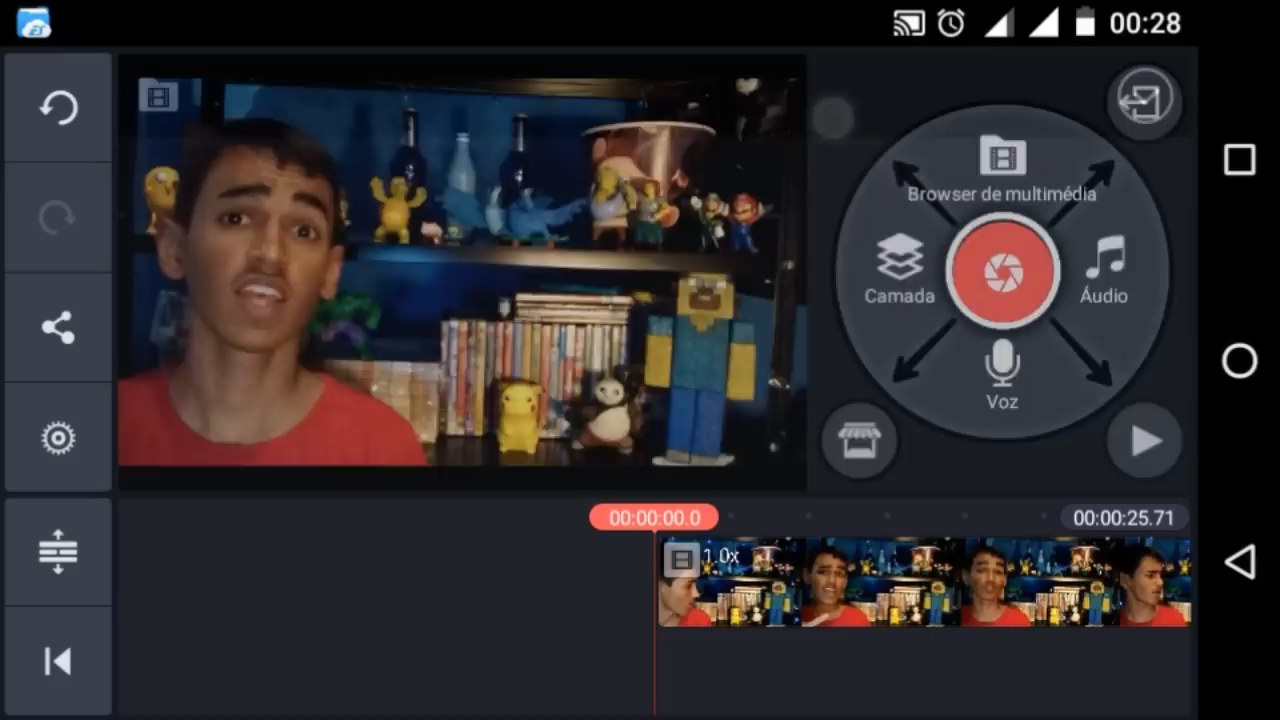 00:28
Browser de multimédia
Camada
Áudio
Voz
00:00:00.0
00:00:25.71
1.0x